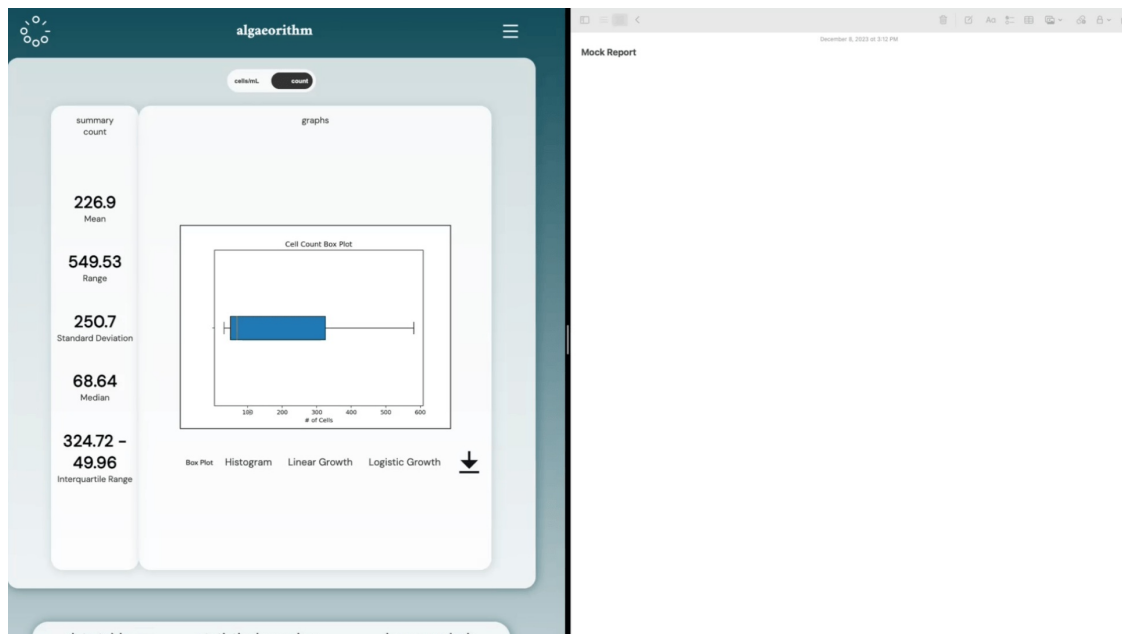 algaeorithm
cells/mL
count
summary
count
226.9
Mean
549.53
Range
250.7
Standard Deviation
68.64
Median
324.72 -
49.96
Interquartile Range
graphs
Cell Count Box Plot
100 200 300 400 500 600
# of Cells
Box Plot Histogram Linear Growth Logistic Growth
Aa
December 8, 2023 at 3:12 PM
Mock Report